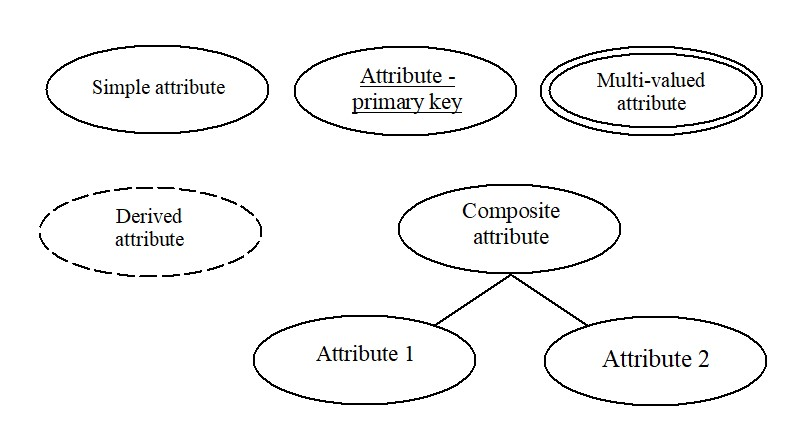 Simple attribute
Attribute -
primary key
Multi-valued
attribute
Derived
attribute
Composite
attribute
Attribute 1
Attribute 2